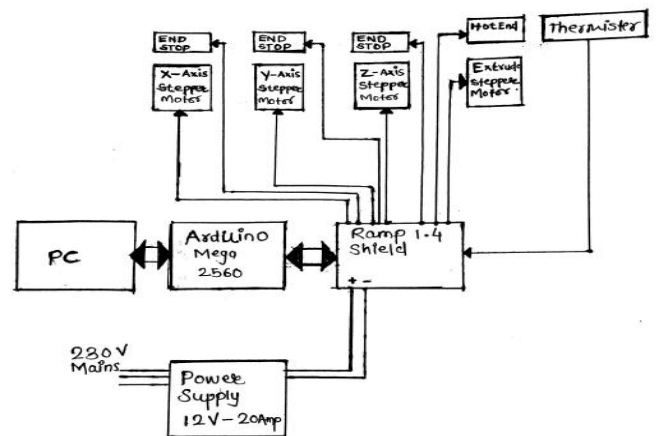 HotEnd
Thermister
END
STOP
END
STOP
END
STOP
X-Axis
Stepper
Motor
Y-Axis
Stepper
Motor
Z-Axis
Stepper
Motor
Extrude
Stepper
Motor
PC
Arduino
Mega
2560
Ramp 1.4
Shield
+ -
230V
Mains
Power
Supply
12V-20Amp